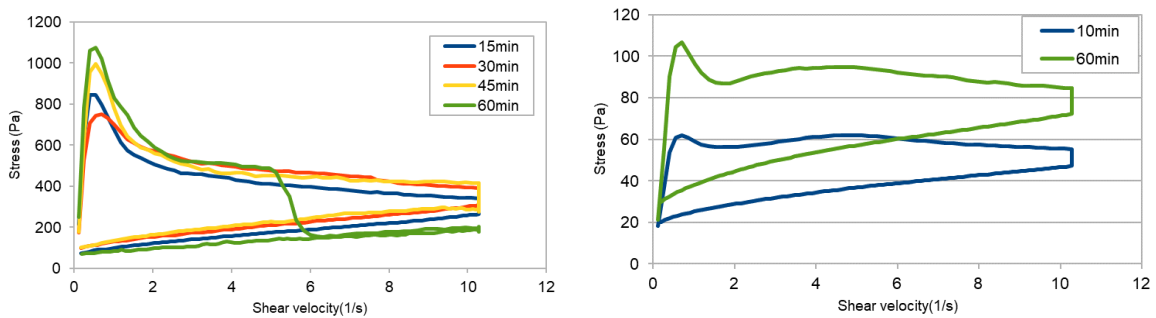 1200
1000
800
600
400
200
0
Stress (Pa)
0 2 4 6 8 10 12
Shear velocity(1/s)
15min
30min
45min
60min
120
100
80
60
40
20
0
Stress (Pa)
0 2 4 6 8 10 12
Shear velocity(1/s)
10min
60min